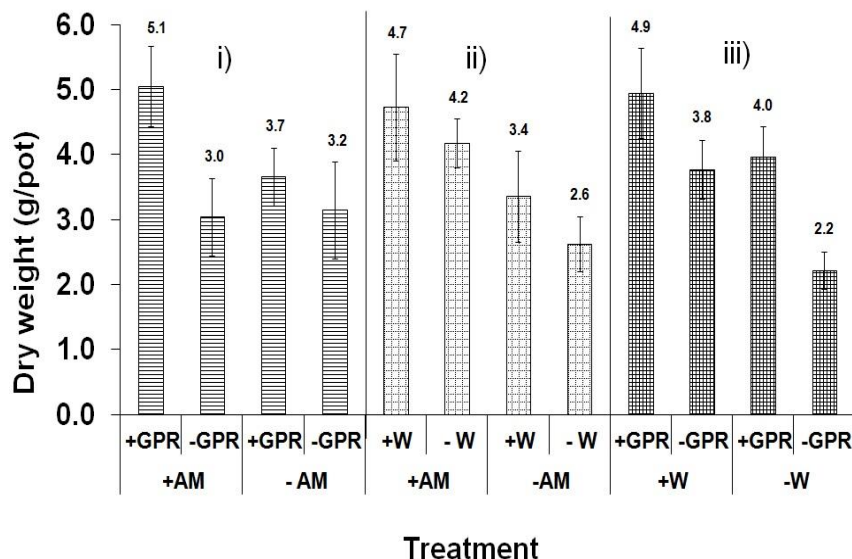 6.0
5.0
4.0
3.0
2.0
1.0
0.0
Dry weight (g/pot)
i)
ii)
iii)
5.1
3.0
3.7
3.2
4.7
4.2
3.4
2.6
4.9
3.8
4.0
2.2
+GPR -GPR +GPR -GPR +W - W +W - W +GPR -GPR +GPR -GPR
+AM - AM +AM -AM +W -W
Treatment